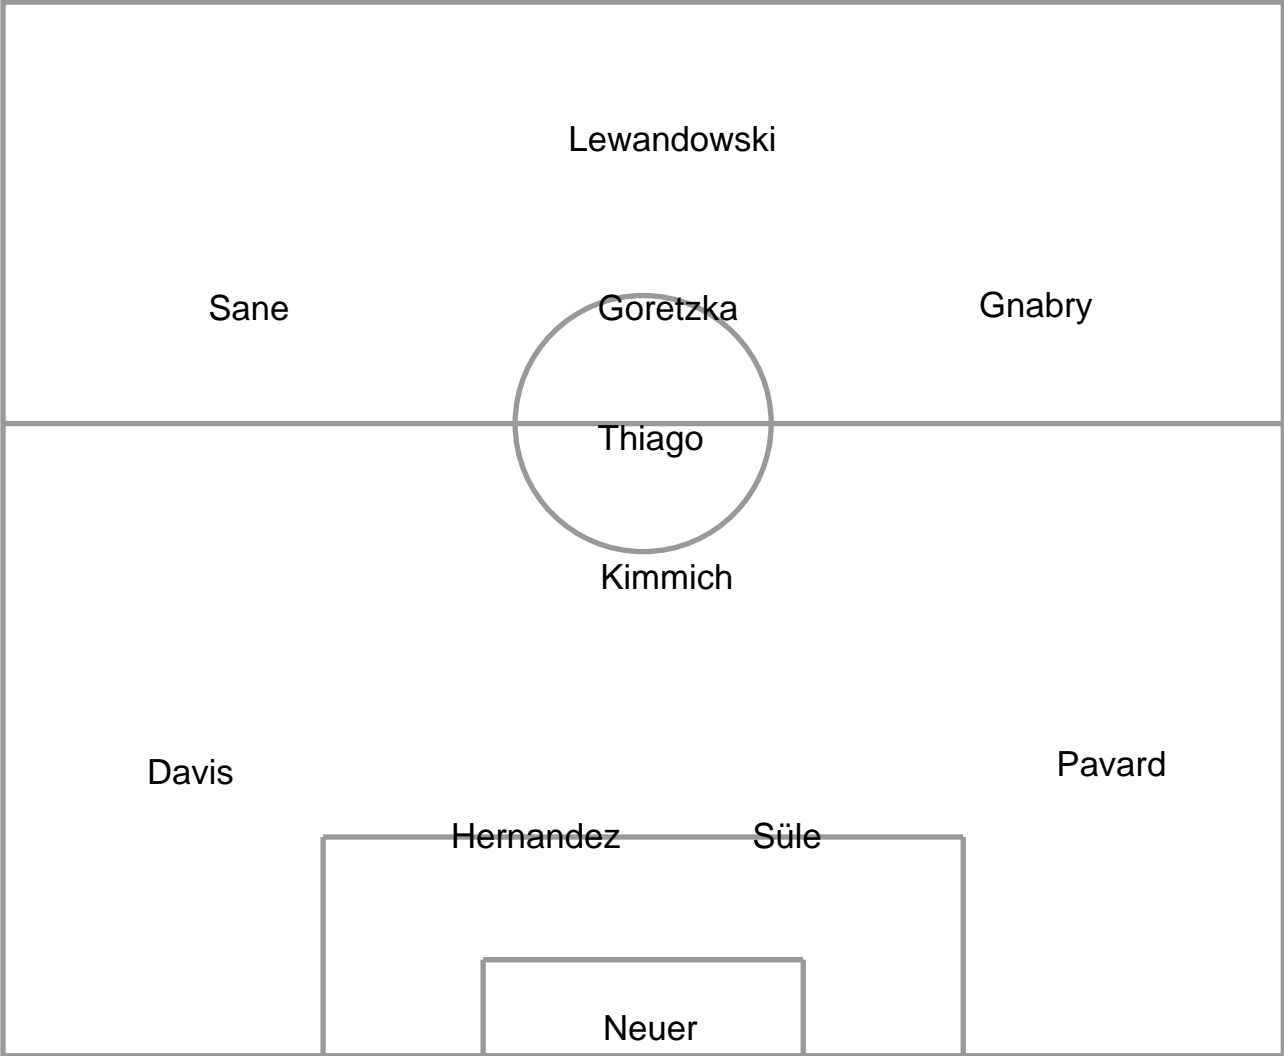 Lewandowski
Sane
Goretzka
Gnabry
Thiago
Kimmich
Davis
Pavard
Hernandez
Süle
Neuer